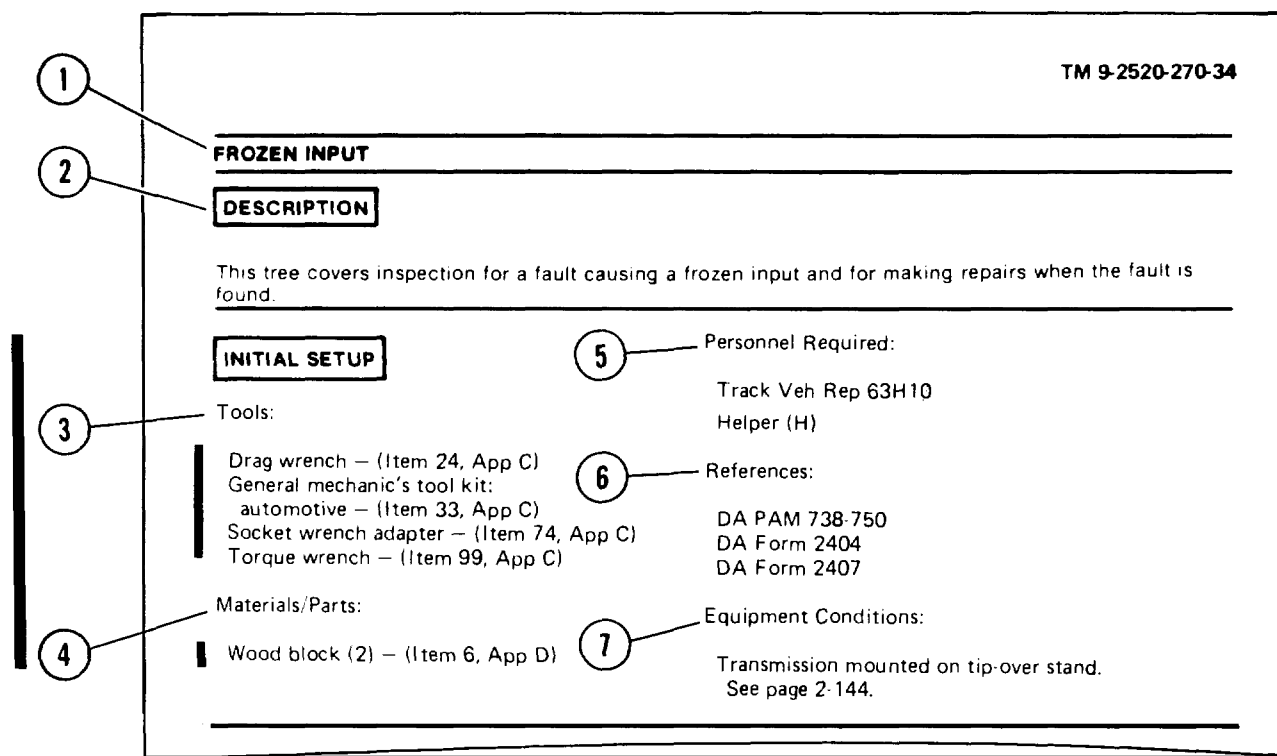 TM 9-2520-270-34
1
FROZEN INPUT
2
DESCRIPTION
This tree covers inspection for a fault causing a frozen input and for making repairs when the fault is
found.
INITIAL SETUP
3
Tools:
Drag wrench — (Item 24, App C)
General mechanic's tool kit:
automotive — (Item 33, App C)
Socket wrench adapter — (Item 74, App C)
Torque wrench — (Item 99, App C)
4
Materials/Parts:
Wood block (2) — (Item 6, App D)
5
Personnel Required:
Track Veh Rep 63H10
Helper (H)
6
References:
DA PAM 738-750
DA Form 2404
DA Form 2407
7
Equipment Conditions:
Transmission mounted on tip-over stand.
See page 2-144.